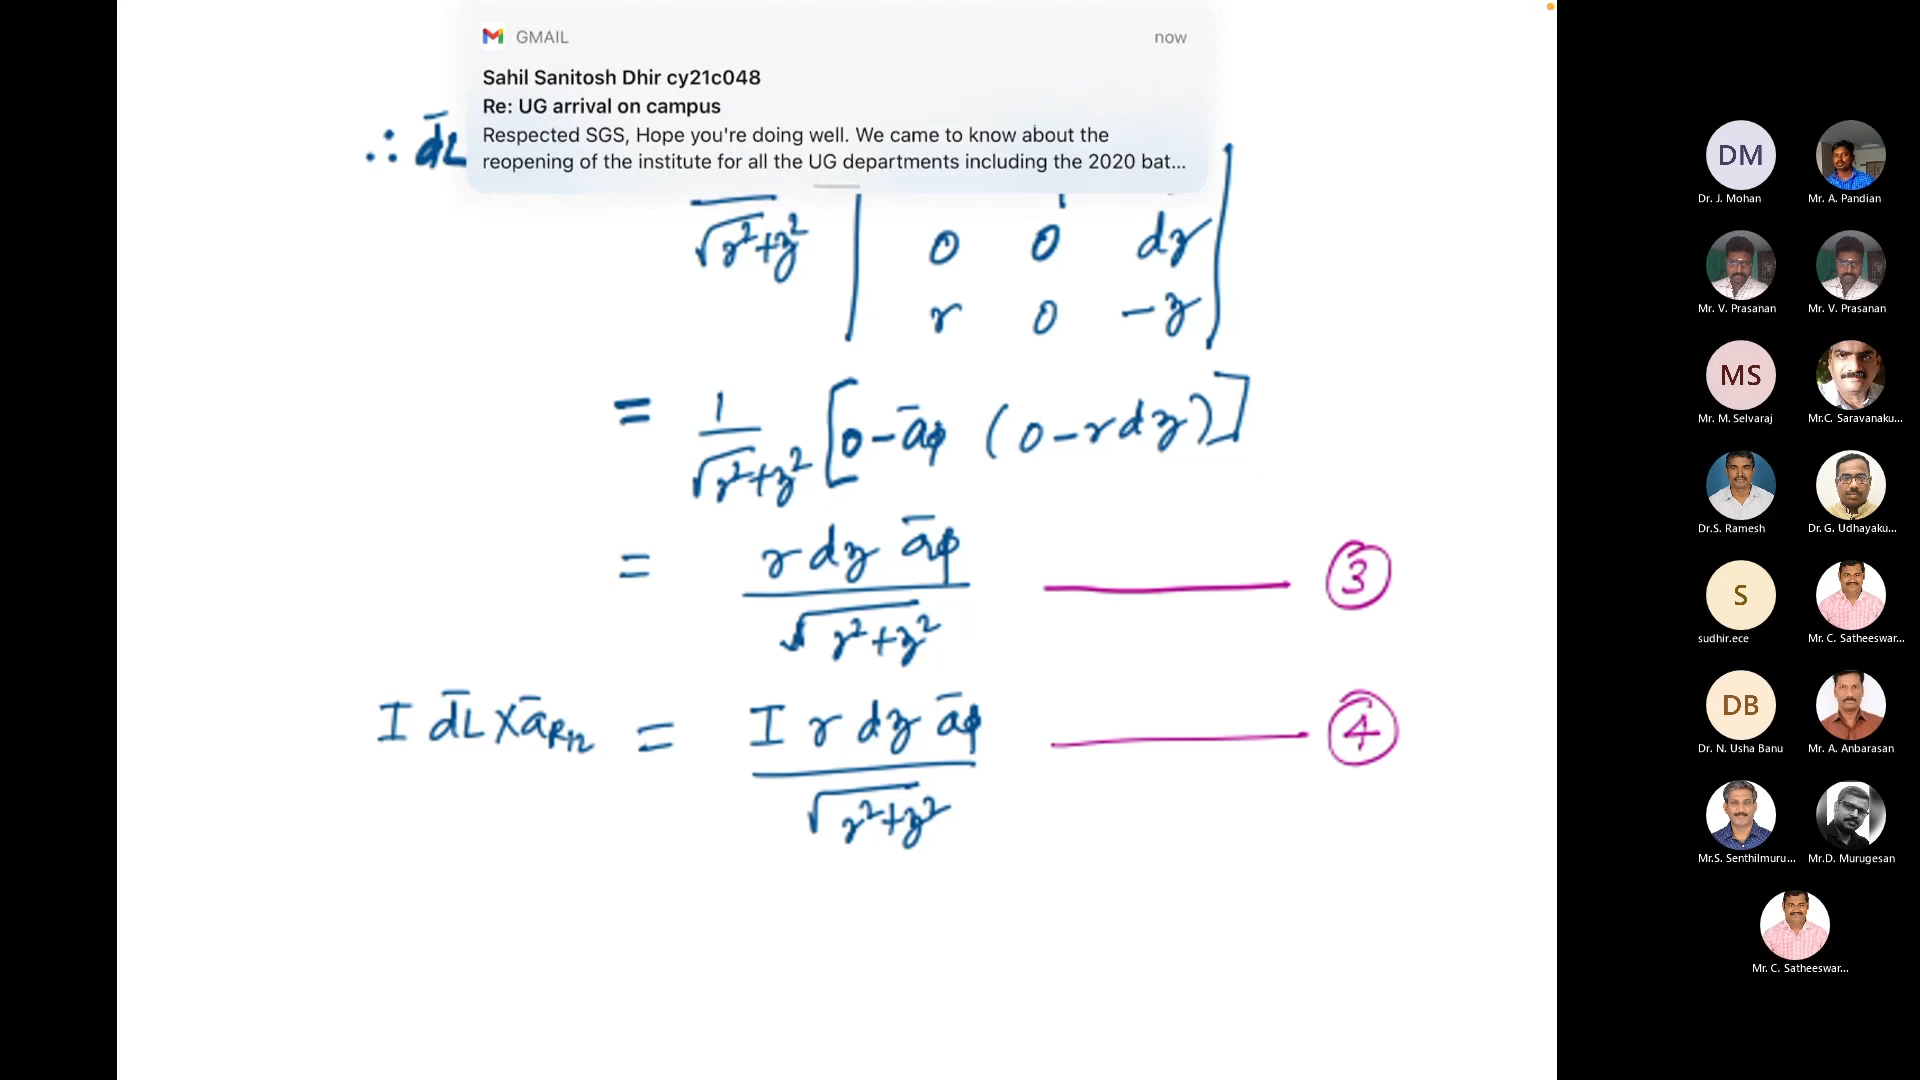 GMAIL now
Sahil Sanitosh Dhir cy21c048
Re: UG arrival on campus
Respected SGS, Hope you're doing well. We came to know about the
reopening of the institute for all the UG departments including the 2020 bat...
∴ d̄L
√r²+z² | 0 0 dz |
r 0 -z
= 1/√r²+z² [0 - āφ (0 - rdz)]
= r dz āφ / √r²+z² ③
I d̄L X ā_R12 = I r dz āφ / √r²+z² ④
DM
Dr. J. Mohan
Mr. A. Pandian
Mr. V. Prasanan
Mr. V. Prasanan
MS
Mr. M. Selvaraj
Mr.C. Saravanaku...
Dr.S. Ramesh
Dr. G. Udhayaku...
S
sudhir.ece
Mr. C. Satheeswar...
DB
Dr. N. Usha Banu
Mr. A. Anbarasan
Mr.S. Senthilmuru...
Mr.D. Murugesan
Mr. C. Satheeswar...